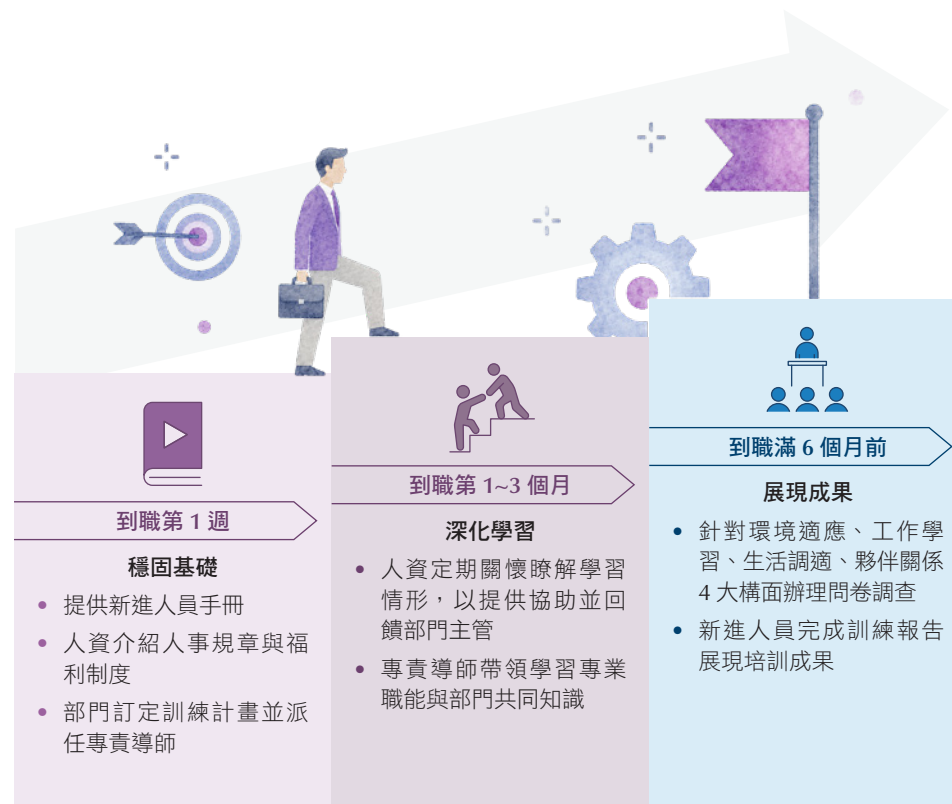 到職第 1 週
穩固基礎
• 提供新進人員手冊
• 人資介紹人事規章與福
利制度
• 部門訂定訓練計畫並派
任專責導師
到職第 1~3 個月
深化學習
• 人資定期關懷瞭解學習
情形，以提供協助並回
饋部門主管
• 專責導師帶領學習專業
職能與部門共同知識
到職滿 6 個月前
展現成果
• 針對環境適應、工作學
習、生活調適、夥伴關係
4 大構面辦理問卷調查
• 新進人員完成訓練報告
展現培訓成果